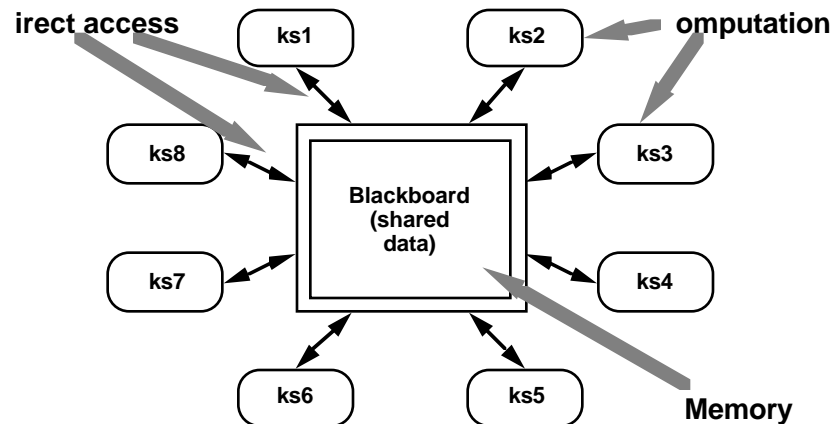 irect access
ks1
ks2
omputation
ks8
ks3
Blackboard
(shared
data)
ks7
ks4
ks6
ks5
Memory